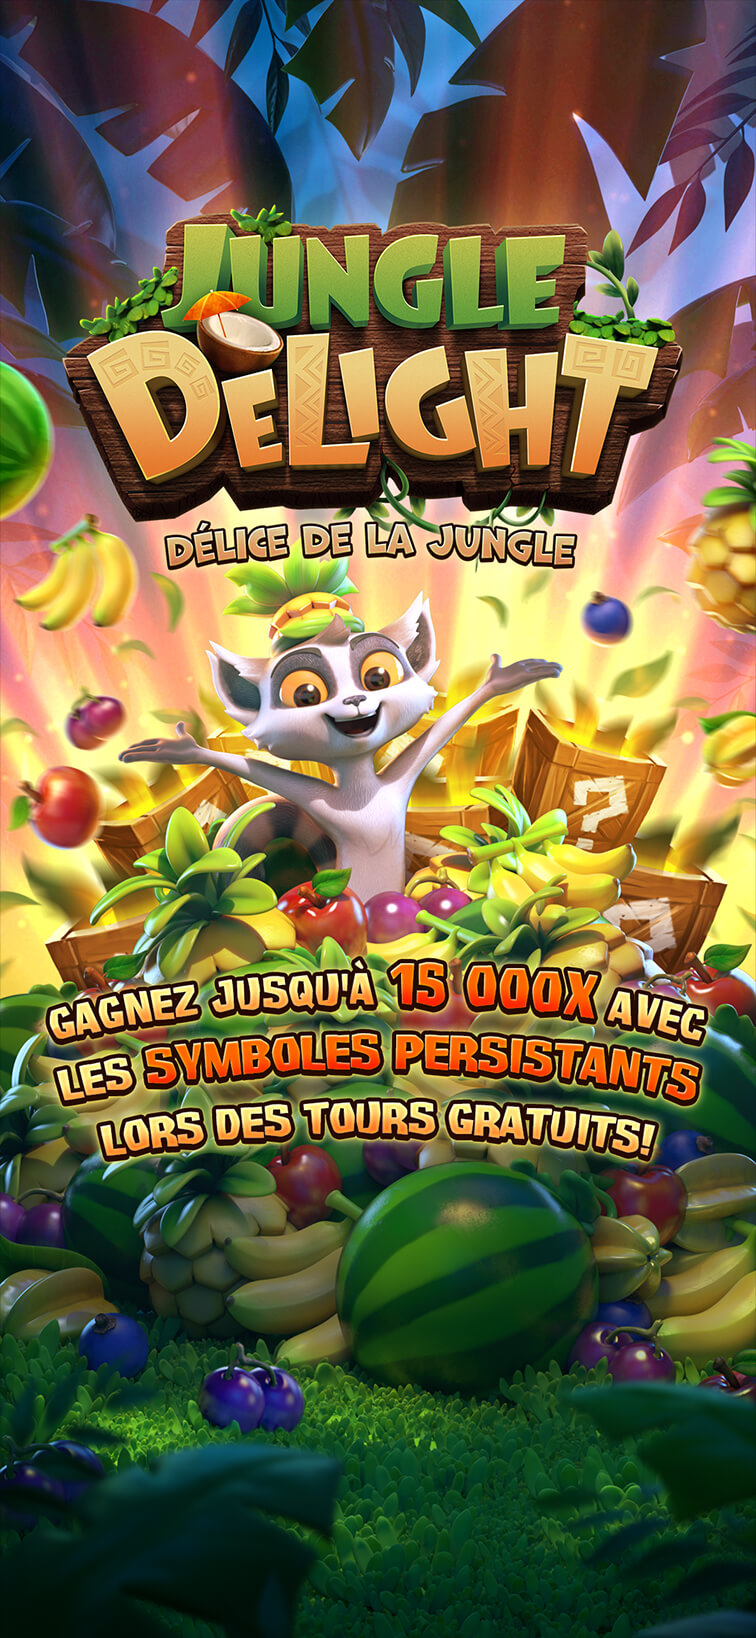 JUNGLE
DELIGHT
DÉLICE DE LA JUNGLE
?
?
GAGNEZ JUSQU'À 15 000X AVEC
LES SYMBOLES PERSISTANTS
LORS DES TOURS GRATUITS!